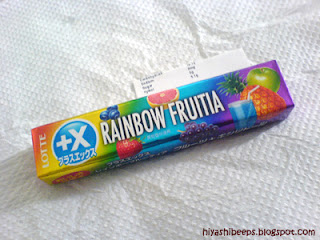 LOTTE
+X
プラスエックス
RAINBOW FRUITIA
hiyashibeeps.blogspot.com